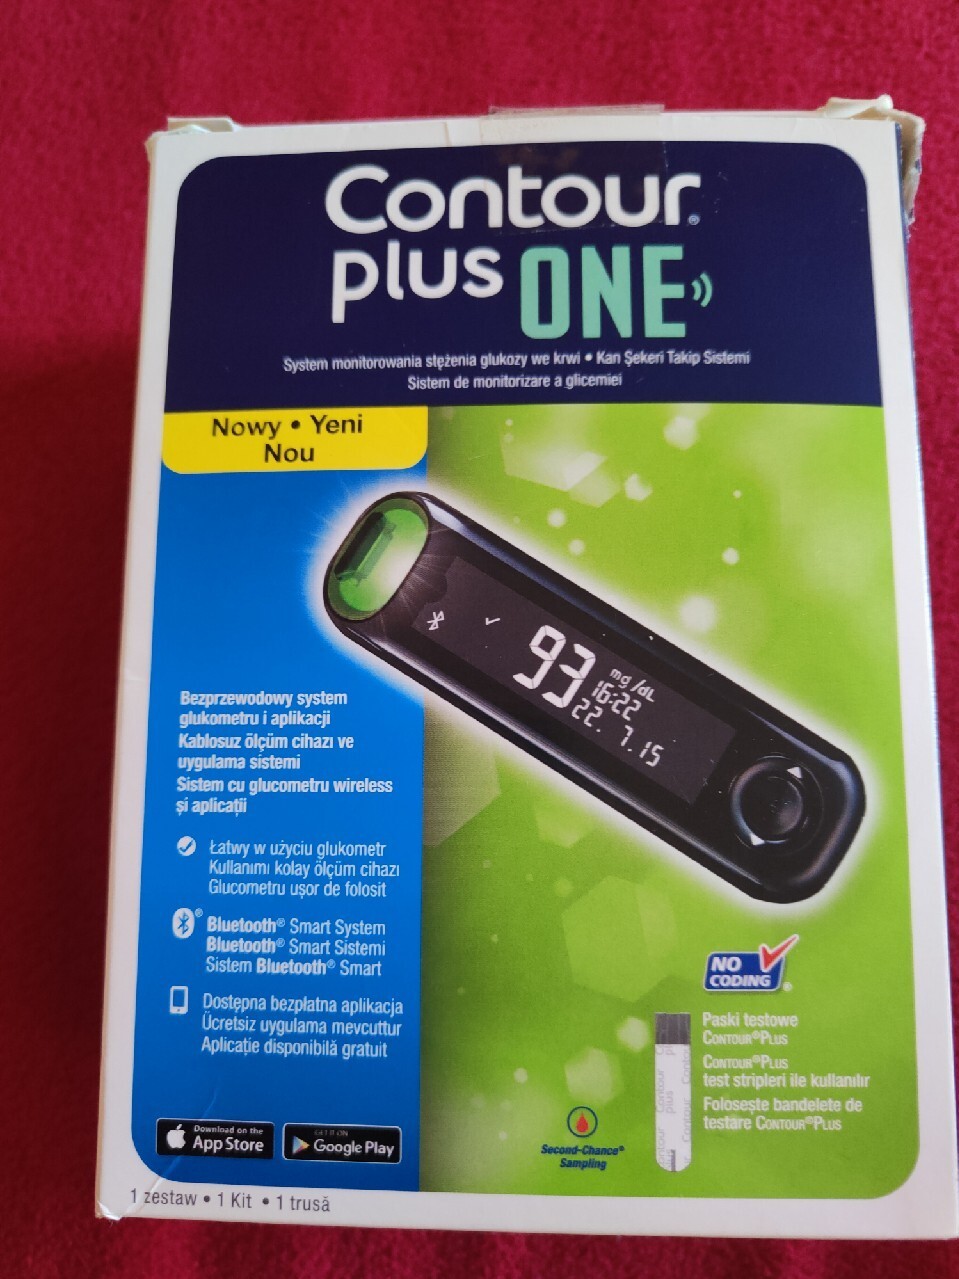 Contour®
plus ONE
System monitorowania stężenia glukozy we krwi • Kan Şekeri Takip Sistemi
Sistem de monitorizare a glicemiei
Nowy • Yeni
Nou
93 mg/dL
16:22
22. 7.15
Bezprzewodowy system
glukometru i aplikacji
Kablosuz ölçüm cihazı ve
uygulama sistemi
Sistem cu glucometru wireless
și aplicații
Łatwy w użyciu glukometr
Kullanımı kolay ölçüm cihazı
Glucometru ușor de folosit
Bluetooth® Smart System
Bluetooth® Smart Sistemi
Sistem Bluetooth® Smart
Dostępna bezpłatna aplikacja
Ücretsiz uygulama mevcuttur
Aplicație disponibilă gratuit
Download on the
App Store
GET IT ON
Google Play
NO
CODING®
Paski testowe
CONTOUR®PLUS
CONTOUR®PLUS
test stripleri ile kullanılır
Folosește bandelete de
testare CONTOUR®PLUS
Contour
plus
Second-Chance®
Sampling
1 zestaw • 1 Kit • 1 trusă